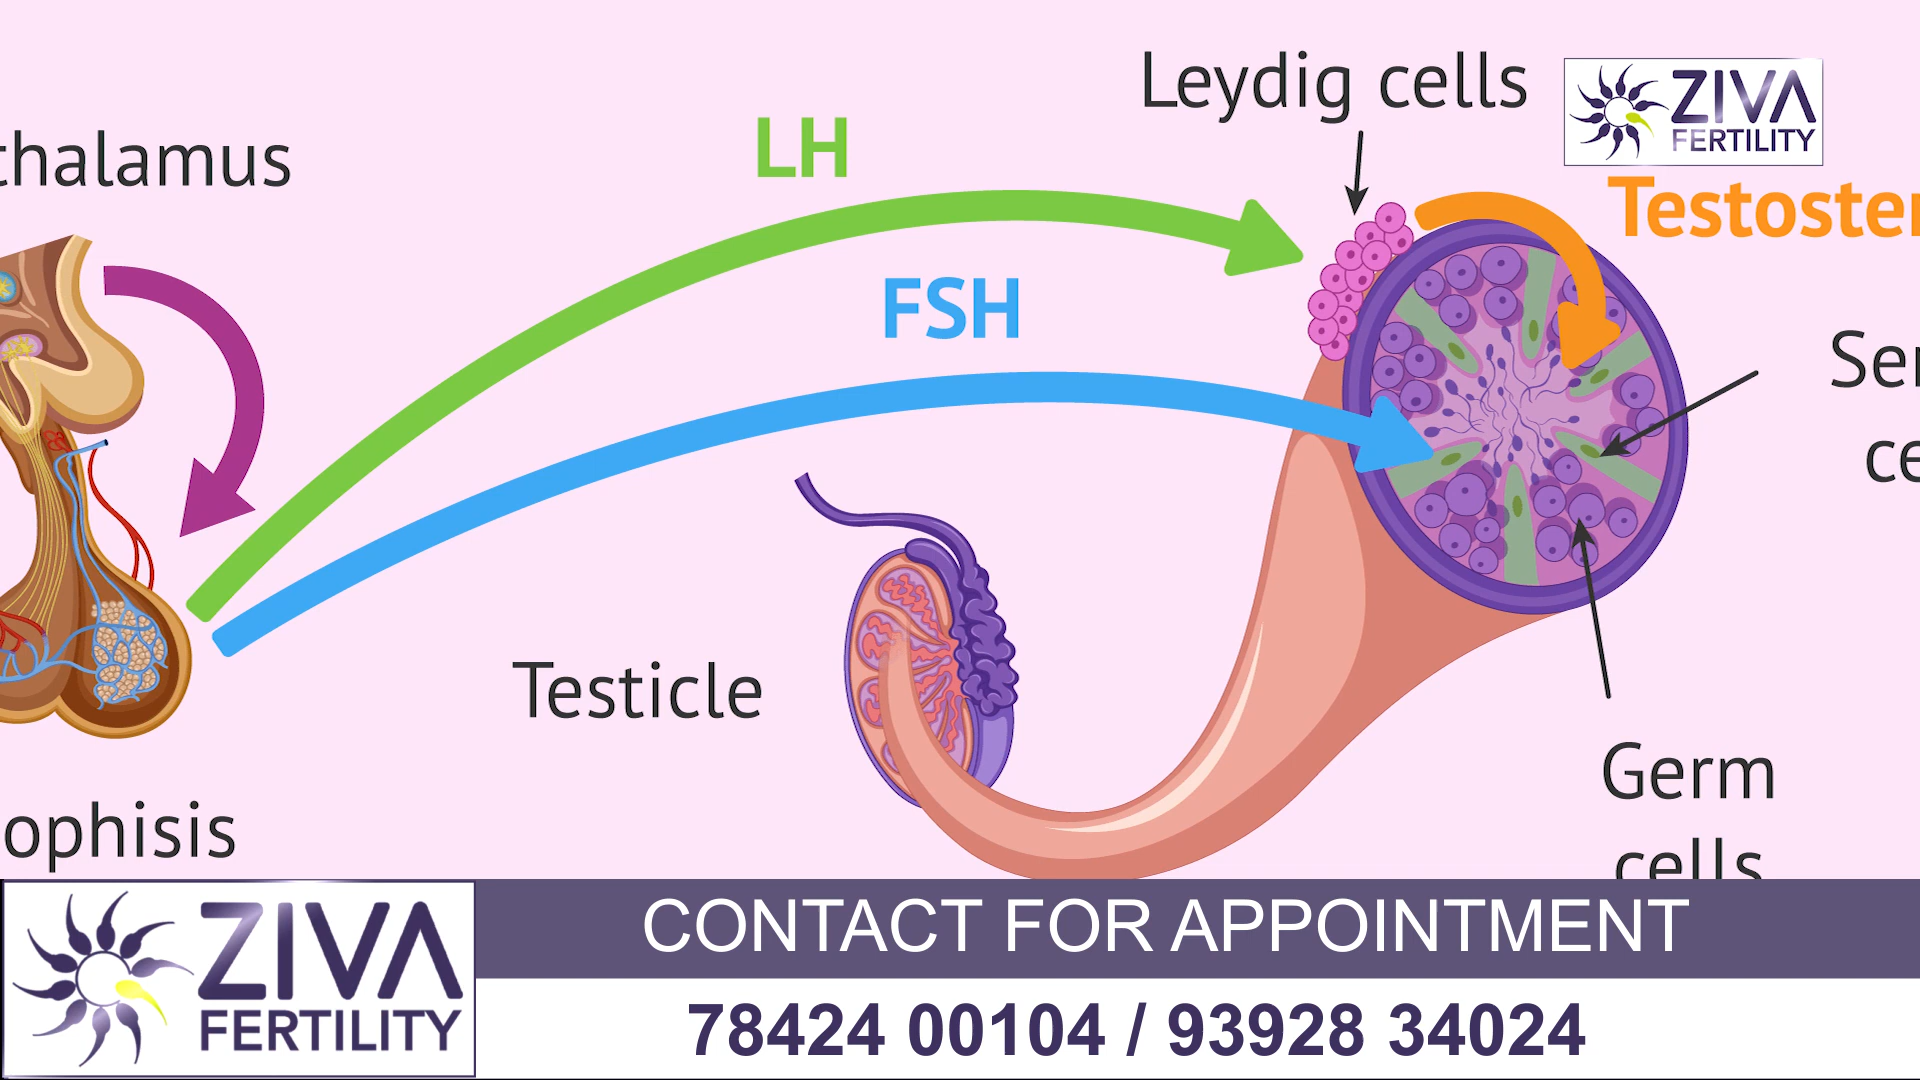 Leydig cells
ZIVA
FERTILITY
LH
thalamus
Testoster
FSH
Ser
ce
Testicle
Germ
cells
ophisis
ZIVA
FERTILITY
CONTACT FOR APPOINTMENT
78424 00104 / 93928 34024